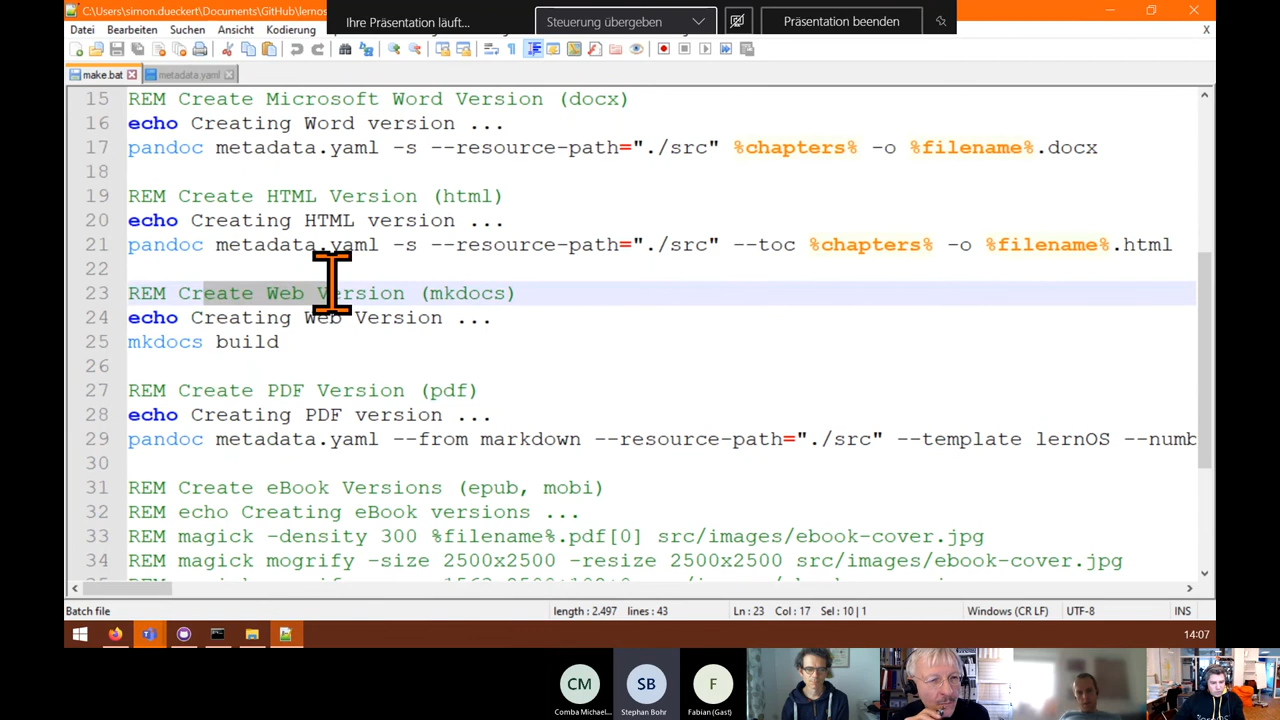 C:\Users\simon.dueckert\Documents\GitHub\lernos
Ihre Präsentation läuft...
Steuerung übergeben
Präsentation beenden
Datei Bearbeiten Suchen Ansicht Kodierung
X
make.bat
metadata.yaml
15 REM Create Microsoft Word Version (docx)
16 echo Creating Word version ...
17 pandoc metadata.yaml -s --resource-path="./src" %chapters% -o %filename%.docx
18
19 REM Create HTML Version (html)
20 echo Creating HTML version ...
21 pandoc metadata.yaml -s --resource-path="./src" --toc %chapters% -o %filename%.html
22
23 REM Create Web Version (mkdocs)
24 echo Creating Web Version ...
25 mkdocs build
26
27 REM Create PDF Version (pdf)
28 echo Creating PDF version ...
29 pandoc metadata.yaml --from markdown --resource-path="./src" --template lernOS --numb
30
31 REM Create eBook Versions (epub, mobi)
32 REM echo Creating eBook versions ...
33 REM magick -density 300 %filename%.pdf[0] src/images/ebook-cover.jpg
34 REM magick mogrify -size 2500x2500 -resize 2500x2500 src/images/ebook-cover.jpg
Batch file
length : 2.497 lines : 43
Ln : 23 Col : 17 Sel : 10 | 1
Windows (CR LF)
UTF-8
INS
14:07
CM
SB
F
Comba Michael...
Stephan Bohr
Fabian (Gast)